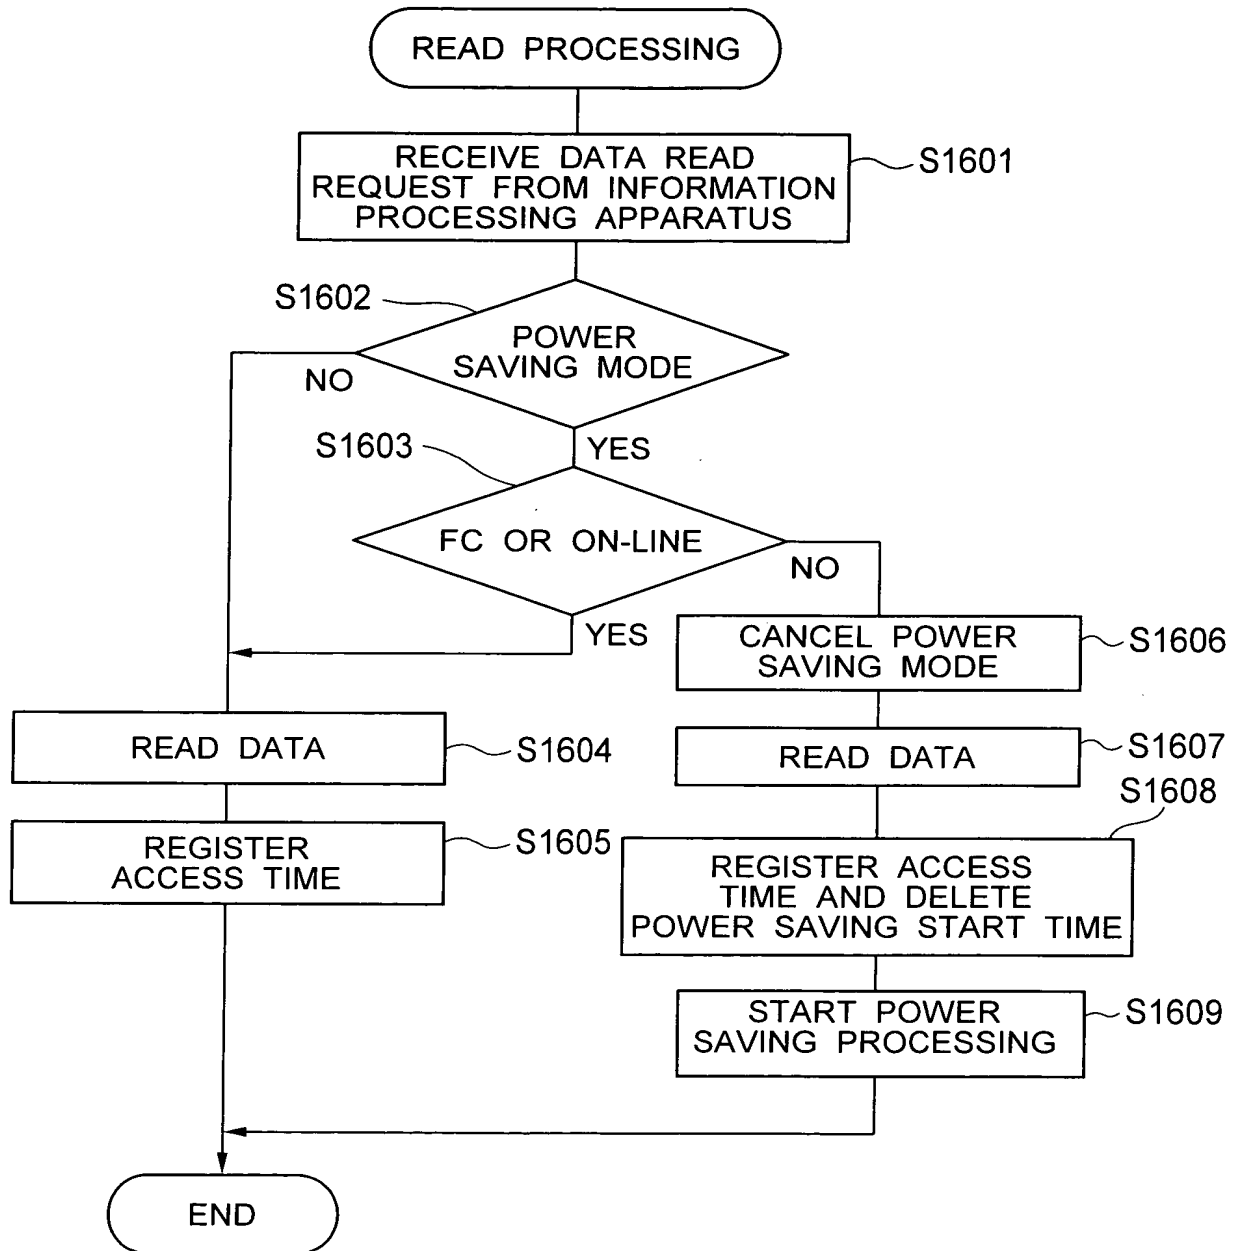 READ PROCESSING
RECEIVE DATA READ
REQUEST FROM INFORMATION
PROCESSING APPARATUS
S1601
S1602
POWER
SAVING MODE
NO
YES
S1603
FC OR ON-LINE
NO
YES
CANCEL POWER
SAVING MODE
S1606
READ DATA
S1604
READ DATA
S1607
REGISTER
ACCESS TIME
S1605
S1608
REGISTER ACCESS
TIME AND DELETE
POWER SAVING START TIME
START POWER
SAVING PROCESSING
S1609
END